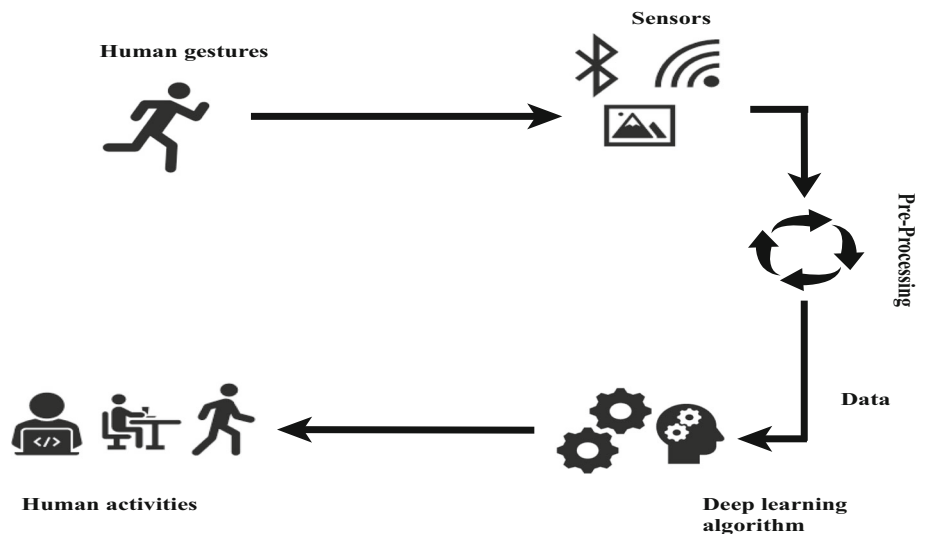 Sensors
Human gestures
Pre-Processing
Data
</>
Human activities
Deep learning
algorithm